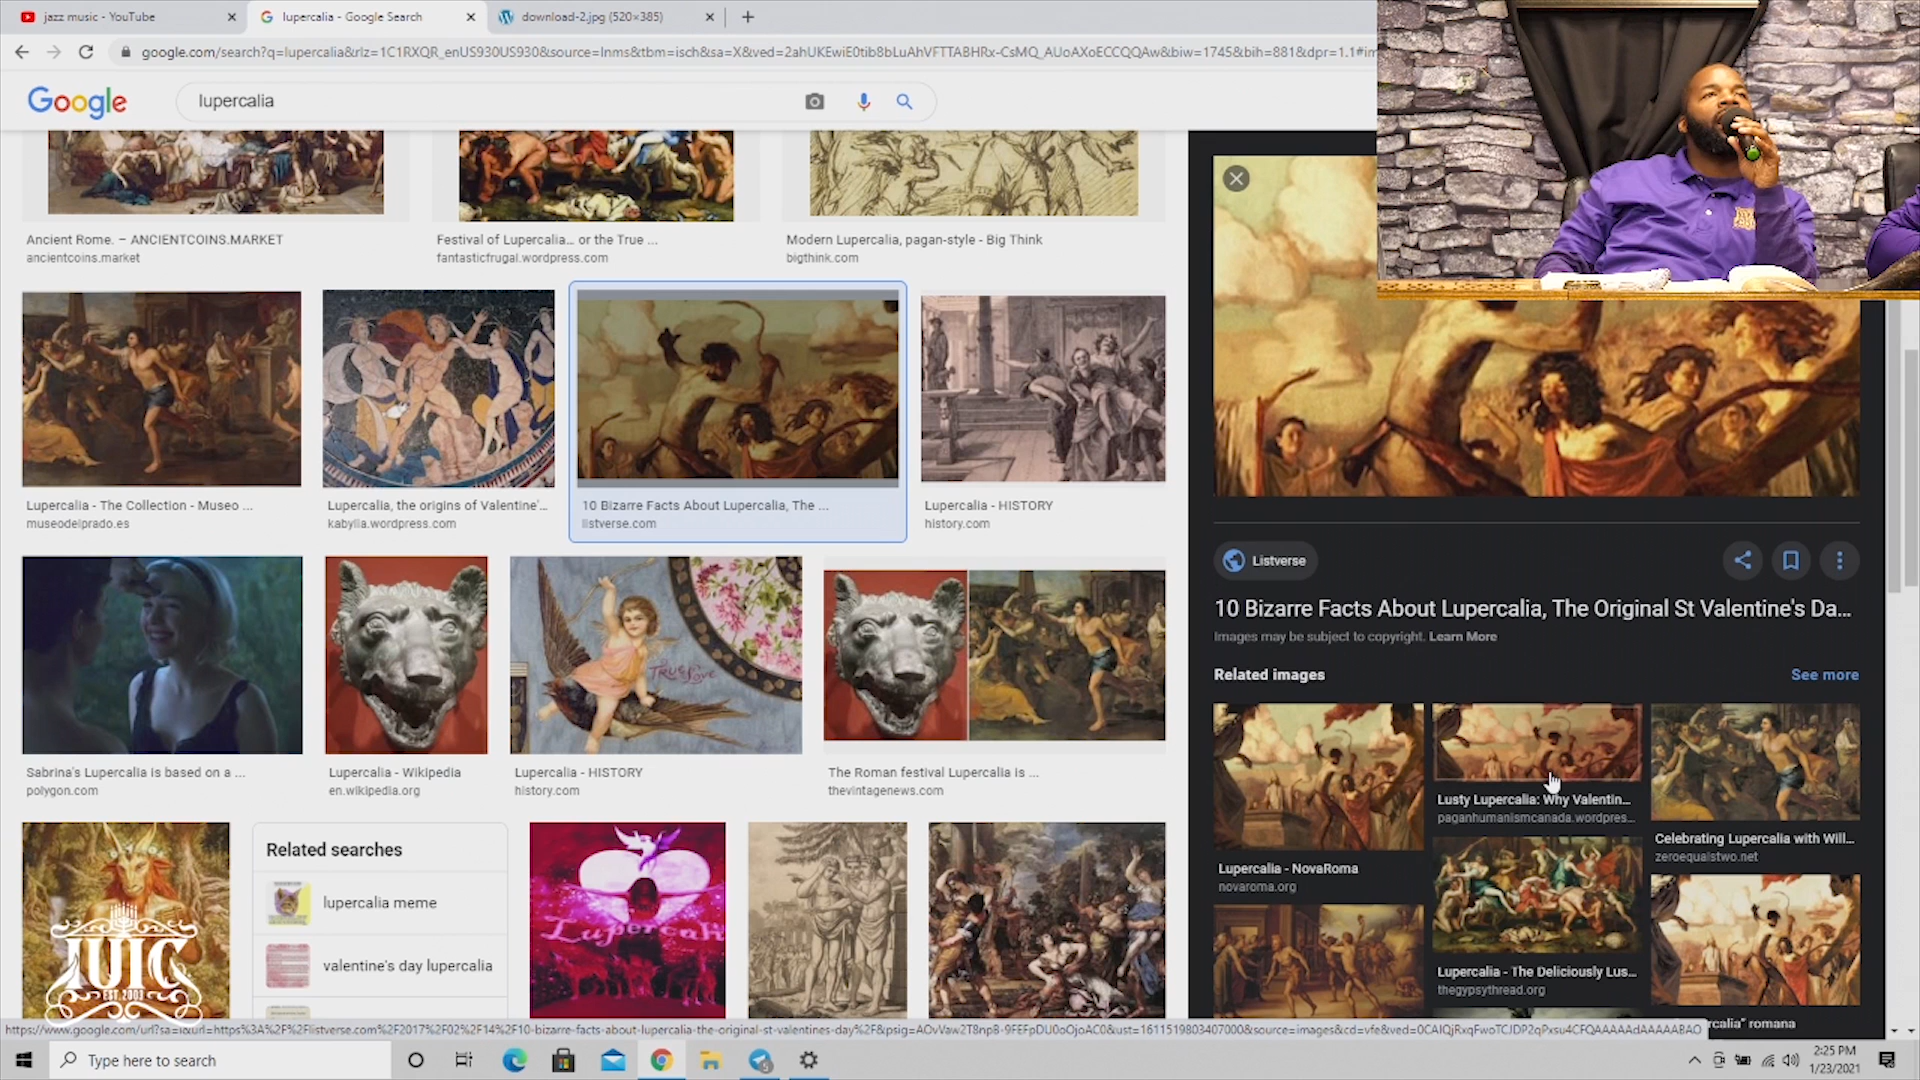 jazz music - YouTube
lupercalia - Google Search
download-2.jpg (520×385)
google.com/search?q=lupercalia&rlz=1C1RXQR_enUS930US930&source=lnms&tbm=isch&sa=X&ved=2ahUKEwiE0tib8bLuAhVFTTABHRx-CsMQ_AUoAXoECCQQAw&biw=1745&bih=881&dpr=1.1#im
Google
lupercalia
Ancient Rome. – ANCIENTCOINS.MARKET
ancientcoins.market
Festival of Lupercalia… or the True ...
fantasticfrugal.wordpress.com
Modern Lupercalia, pagan-style - Big Think
bigthink.com
Lupercalia - The Collection - Museo ...
museodelprado.es
Lupercalia, the origins of Valentine'...
kabylia.wordpress.com
10 Bizarre Facts About Lupercalia, The ...
listverse.com
Lupercalia - HISTORY
history.com
TRUE LOVE
Sabrina's Lupercalia is based on a ...
polygon.com
Lupercalia - Wikipedia
en.wikipedia.org
Lupercalia - HISTORY
history.com
The Roman festival Lupercalia is ...
thevintagenews.com
Related searches
lupercalia meme
valentine's day lupercalia
Lupercali
IUIC
EST. 2003
Listverse
10 Bizarre Facts About Lupercalia, The Original St Valentine's Da...
Images may be subject to copyright. Learn More
Related images
See more
Lupercalia - NovaRoma
novaroma.org
Lusty Lupercalia: Why Valentin...
paganhumanismcanada.wordpres...
Celebrating Lupercalia with Will...
zeroequalstwo.net
Lupercalia - The Deliciously Lus...
thegypsythread.org
rcalia" romana
Type here to search
2:25 PM
1/23/2021